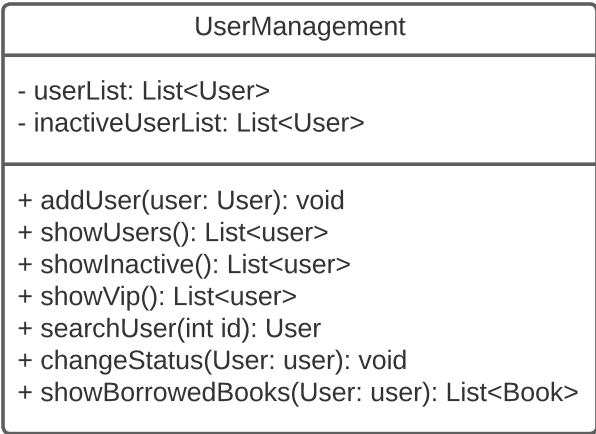 UserManagement
- userList: List<User>
- inactiveUserList: List<User>
+ addUser(user: User): void
+ showUsers(): List<user>
+ showInactive(): List<user>
+ showVip(): List<user>
+ searchUser(int id): User
+ changeStatus(User: user): void
+ showBorrowedBooks(User: user): List<Book>